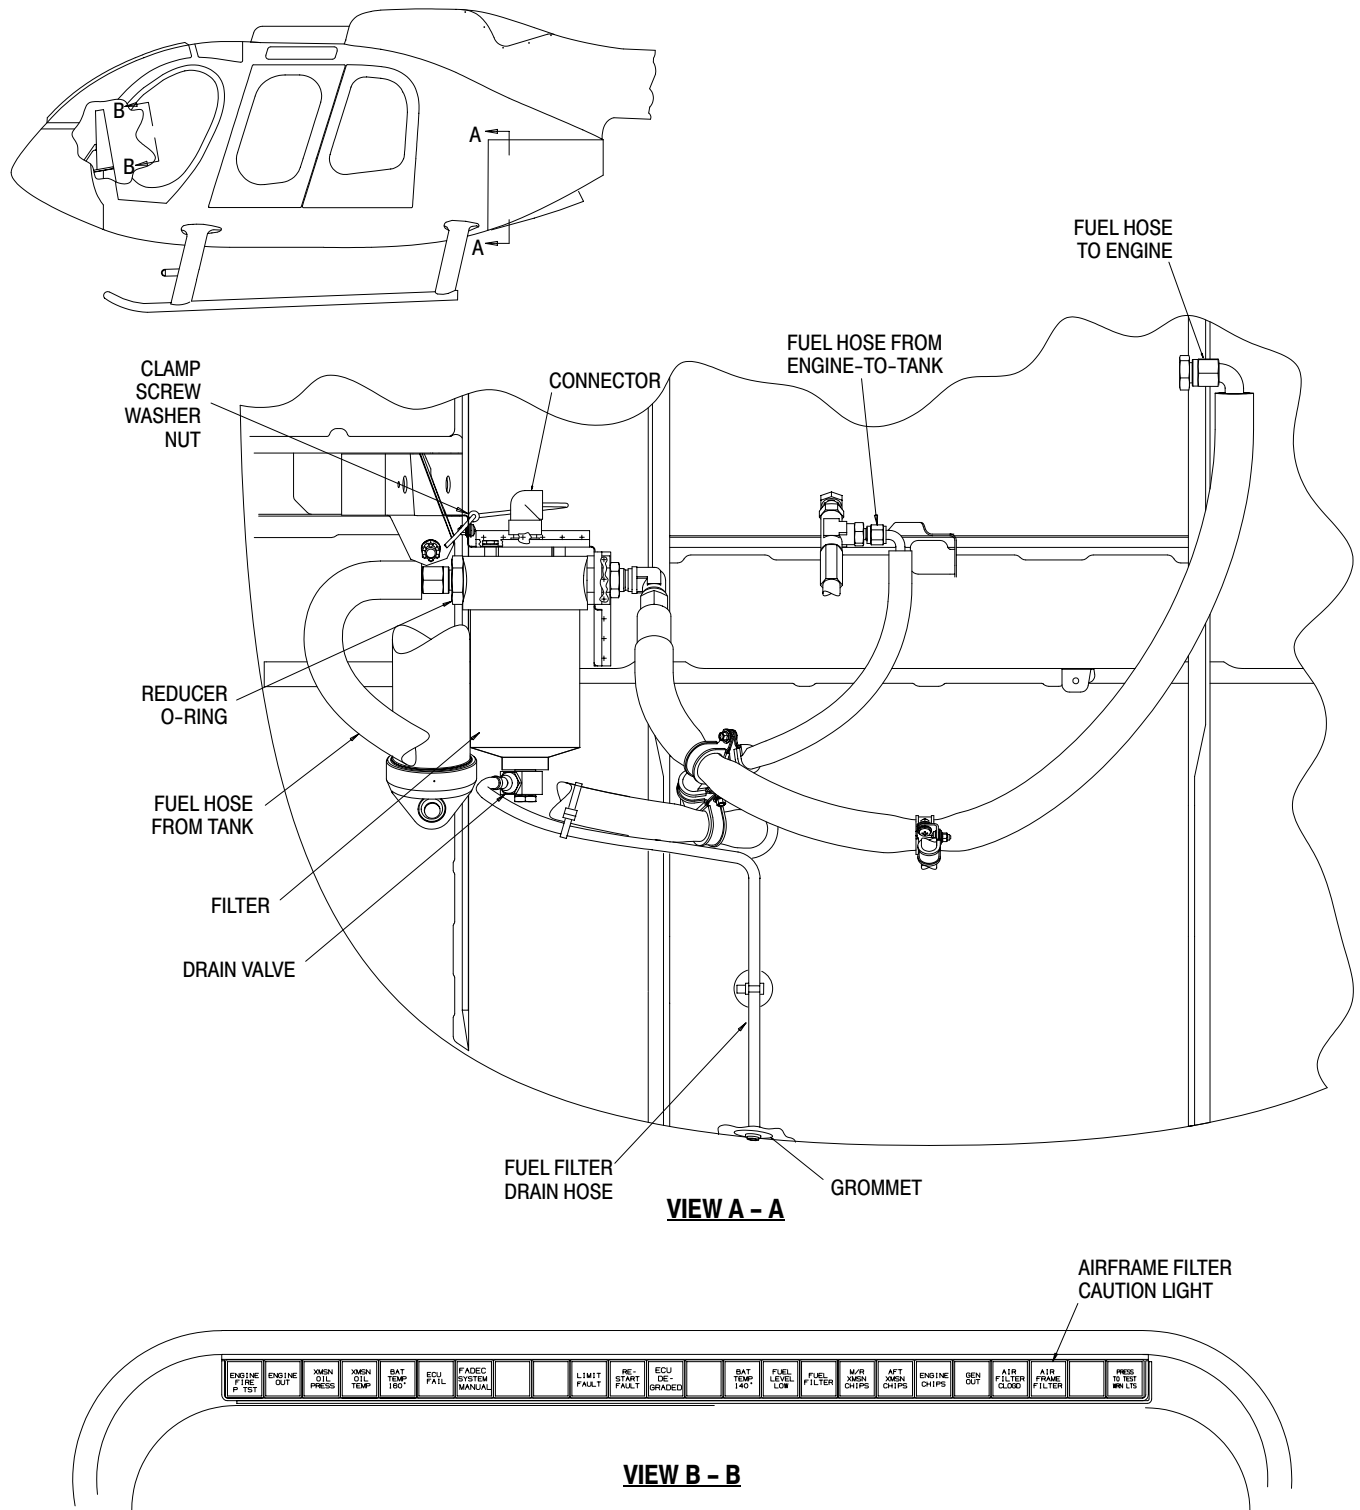 B
B
A
A
FUEL HOSE
TO ENGINE
FUEL HOSE FROM
ENGINE-TO-TANK
CLAMP
SCREW
WASHER
NUT
CONNECTOR
REDUCER
O-RING
FUEL HOSE
FROM TANK
FILTER
DRAIN VALVE
FUEL FILTER
DRAIN HOSE
GROMMET
VIEW A - A
AIRFRAME FILTER
CAUTION LIGHT
ENGINE
FIRE
P TST
ENGINE
OUT
XMSN
OIL
PRESS
XMSN
OIL
TEMP
BAT
TEMP
160°
ECU
FAIL
FADEC
SYSTEM
MANUAL
LIMIT
FAULT
RE-
START
FAULT
ECU
DE-
GRADED
BAT
TEMP
140°
FUEL
LEVEL
LOW
FUEL
FILTER
M/R
XMSN
CHIPS
AFT
XMSN
CHIPS
ENGINE
CHIPS
GEN
OUT
AIR
FILTER
CLOGD
AIR
FRAME
FILTER
PRESS
TO TEST
WRN LTS
VIEW B - B